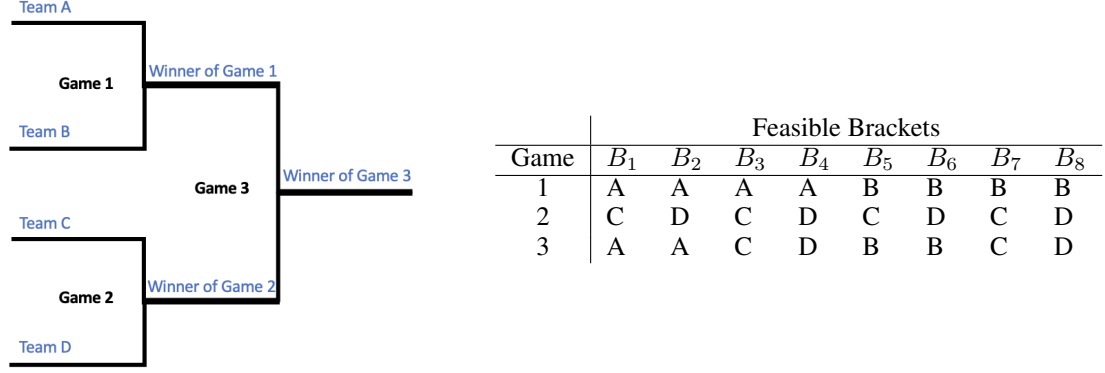 Team A
Winner of Game 1
Game 1
Team B
Winner of Game 3
Game 3
Team C
Winner of Game 2
Game 2
Team D
Feasible Brackets
Game B1 B2 B3 B4 B5 B6 B7 B8
1 A A A A B B B B
2 C D C D C D C D
3 A A C D B B C D